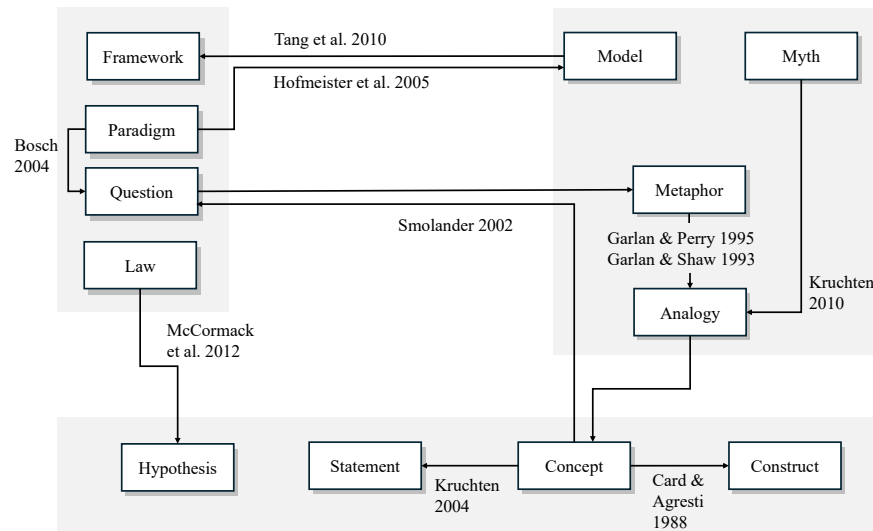 Framework
Tang et al. 2010
Model
Myth
Hofmeister et al. 2005
Paradigm
Bosch
2004
Question
Metaphor
Smolander 2002
Garlan & Perry 1995
Garlan & Shaw 1993
Law
Kruchten
2010
Analogy
McCormack
et al. 2012
Hypothesis
Statement
Concept
Construct
Kruchten
2004
Card &
Agresti
1988